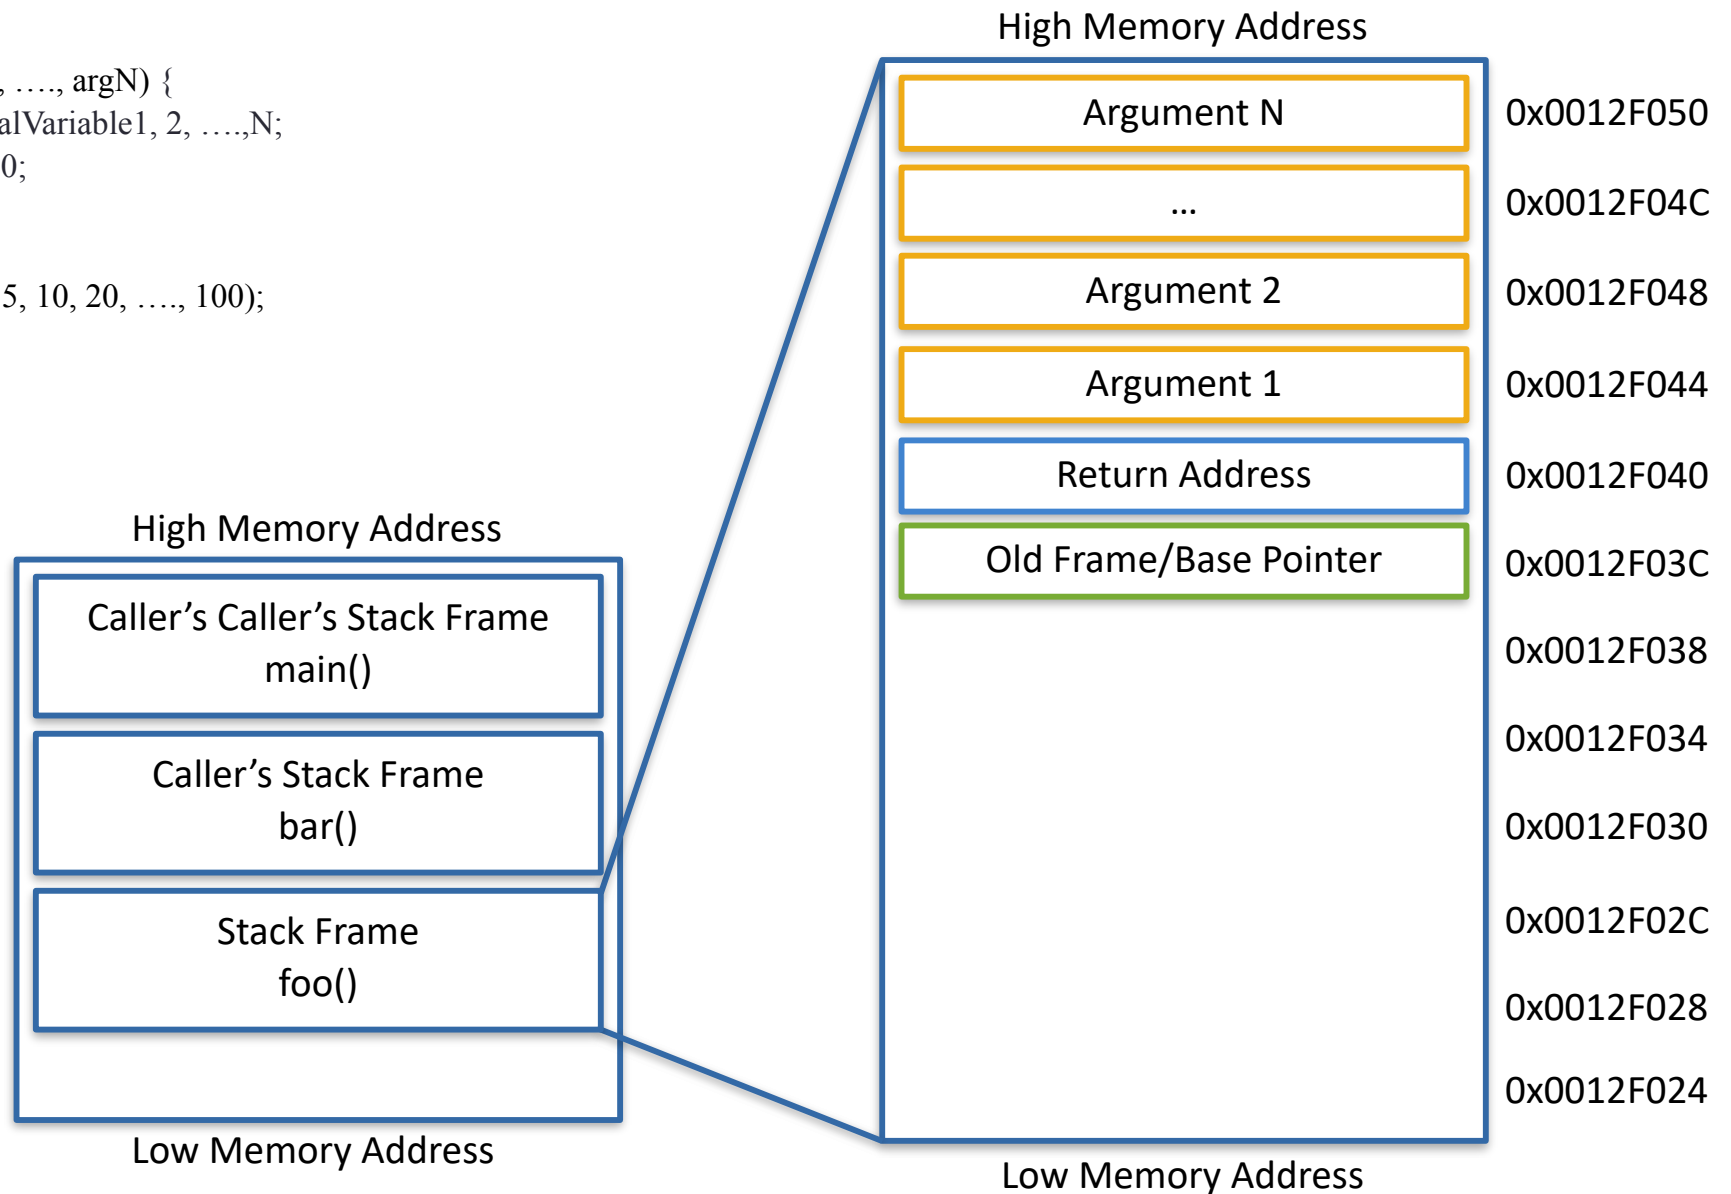 , …., argN) {
alVariable1, 2, ….,N;
0;
5, 10, 20, …., 100);
High Memory Address
Caller’s Caller’s Stack Frame
main()
Caller’s Stack Frame
bar()
Stack Frame
foo()
Low Memory Address
High Memory Address
Argument N 0x0012F050
… 0x0012F04C
Argument 2 0x0012F048
Argument 1 0x0012F044
Return Address 0x0012F040
Old Frame/Base Pointer 0x0012F03C
0x0012F038
0x0012F034
0x0012F030
0x0012F02C
0x0012F028
0x0012F024
Low Memory Address